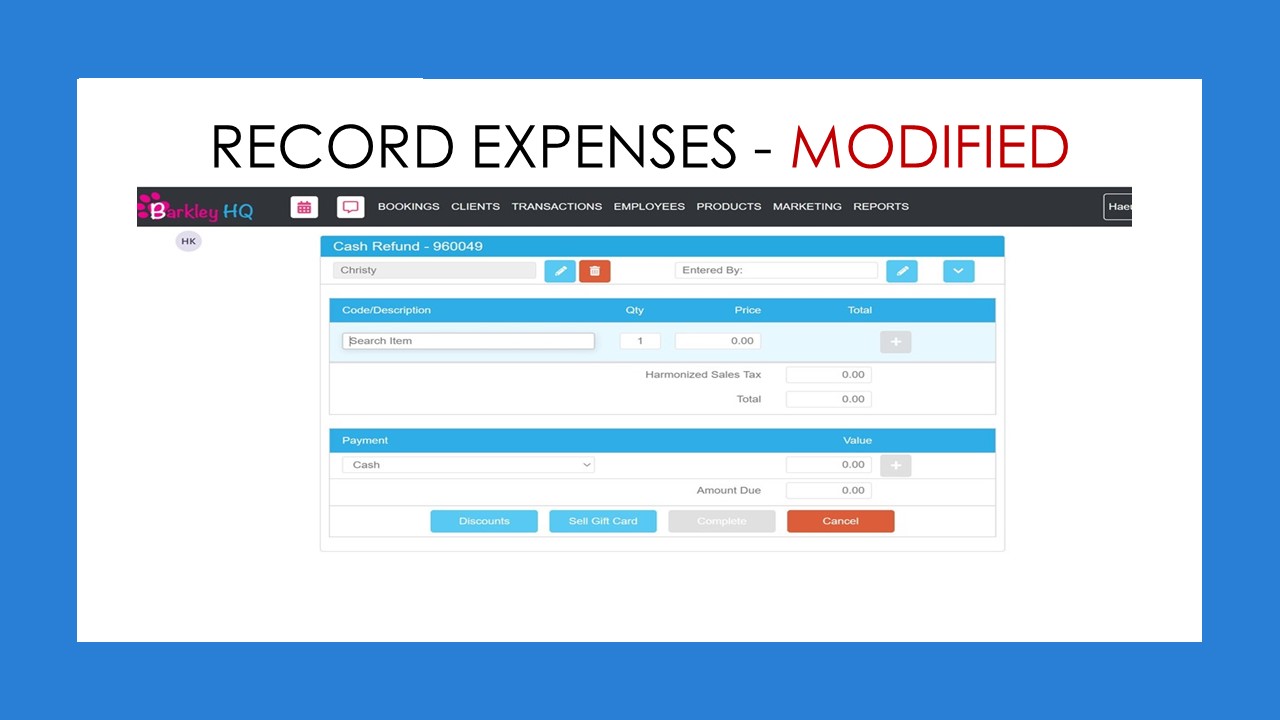 RECORD EXPENSES - MODIFIED
Barkley HQ BOOKINGS CLIENTS TRANSACTIONS EMPLOYEES PRODUCTS MARKETING REPORTS Haeu
HK
Cash Refund - 960049
Christy Entered By:
Code/Description Qty Price Total
Search Item 1 0.00
Harmonized Sales Tax 0.00
Total 0.00
Payment Value
Cash 0.00
Amount Due 0.00
Discounts Sell Gift Card Complete Cancel